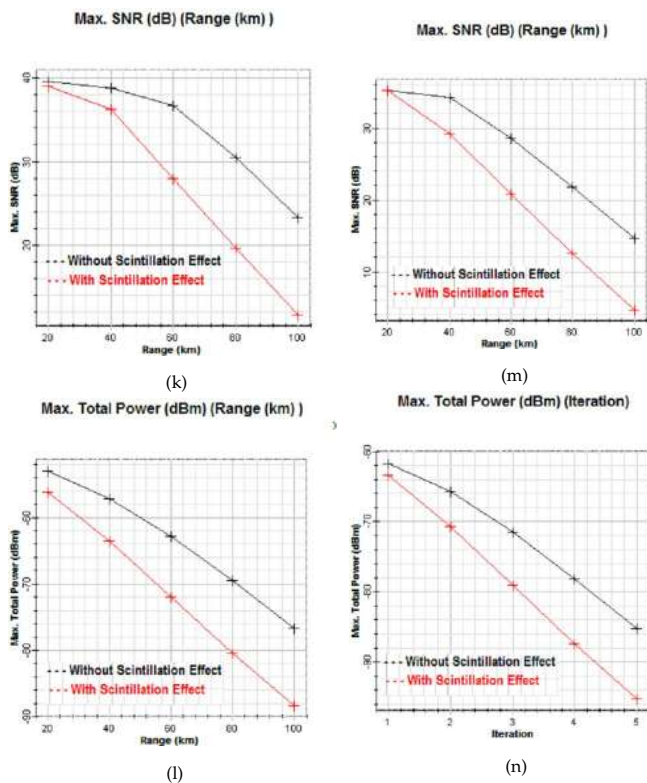 Max. SNR (dB) (Range (km) )
Max. SNR (dB)
40
30
20
Without Scintillation Effect
With Scintillation Effect
20 40 60 80 100
Range (km)
(k)
Max. SNR (dB) (Range (km) )
Max. SNR (dB)
30
20
10
Without Scintillation Effect
With Scintillation Effect
20 40 60 80 100
Range (km)
(m)
Max. Total Power (dBm) (Range (km) )
Max. Total Power (dBm)
-60
-70
-80
-90
Without Scintillation Effect
With Scintillation Effect
20 40 60 80 100
Range (km)
(l)
Max. Total Power (dBm) (Iteration)
Max. Total Power (dBm)
-60
-70
-80
-90
Without Scintillation Effect
With Scintillation Effect
1 2 3 4 5
Iteration
(n)